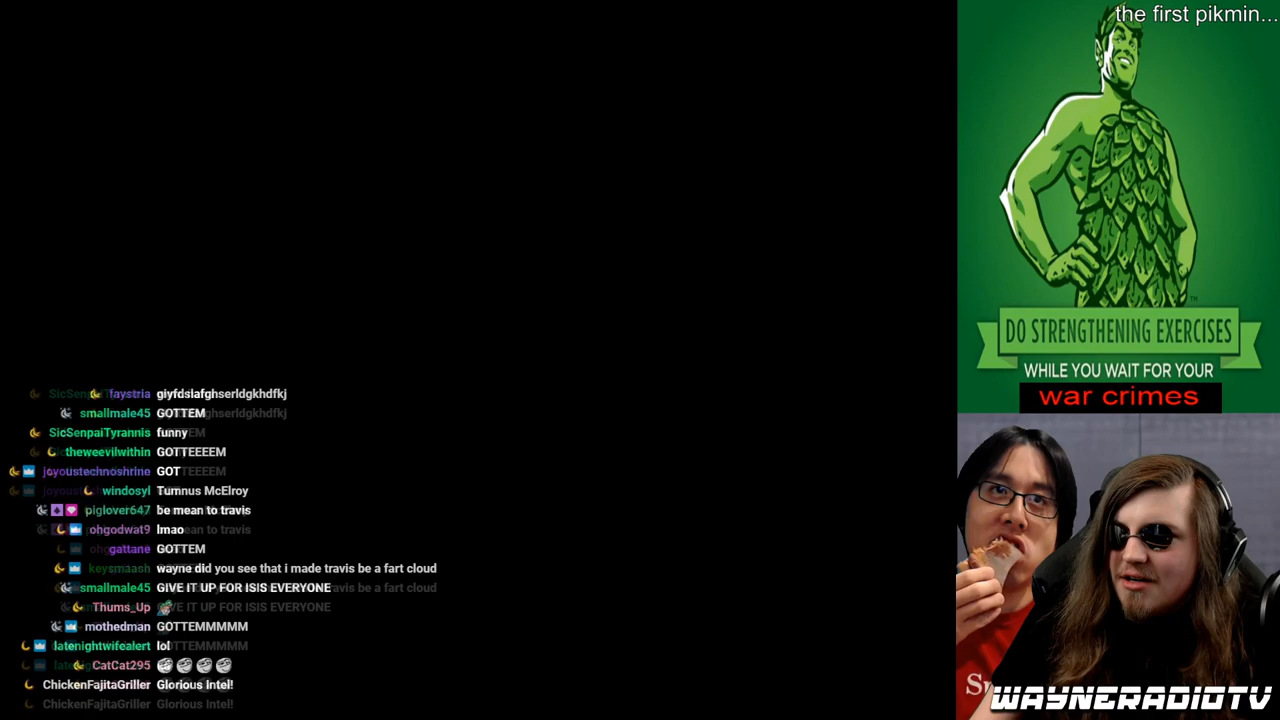 the first pikmin...
DO STRENGTHENING EXERCISES
TM
WHILE YOU WAIT FOR YOUR
war crimes
faystria giyfdslafghserldgkhdfkj
smallmale45 GOTTEM
SicSenpaiTyrannis funny
theweevilwithin GOTTEEEEM
joyoustechnoshrine GOT
windosyl Tumnus McElroy
piglover647 be mean to travis
ohgodwat9 lmao
gattane GOTTEM
keysmaash wayne did you see that i made travis be a fart cloud
smallmale45 GIVE IT UP FOR ISIS EVERYONE
Thums_Up
mothedman GOTTEMMMMM
latenightwifealert lol
CatCat295
ChickenFajitaGriller Glorious Intel!
ChickenFajitaGriller Glorious Intel!
WAYNERADIOTV